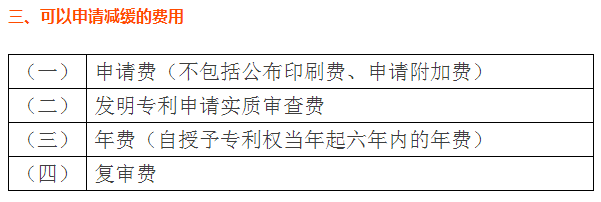 三、可以申请减缓的费用
（一） 申请费（不包括公布印刷费、申请附加费）
（二） 发明专利申请实质审查费
（三） 年费（自授予专利权当年起六年内的年费）
（四） 复审费